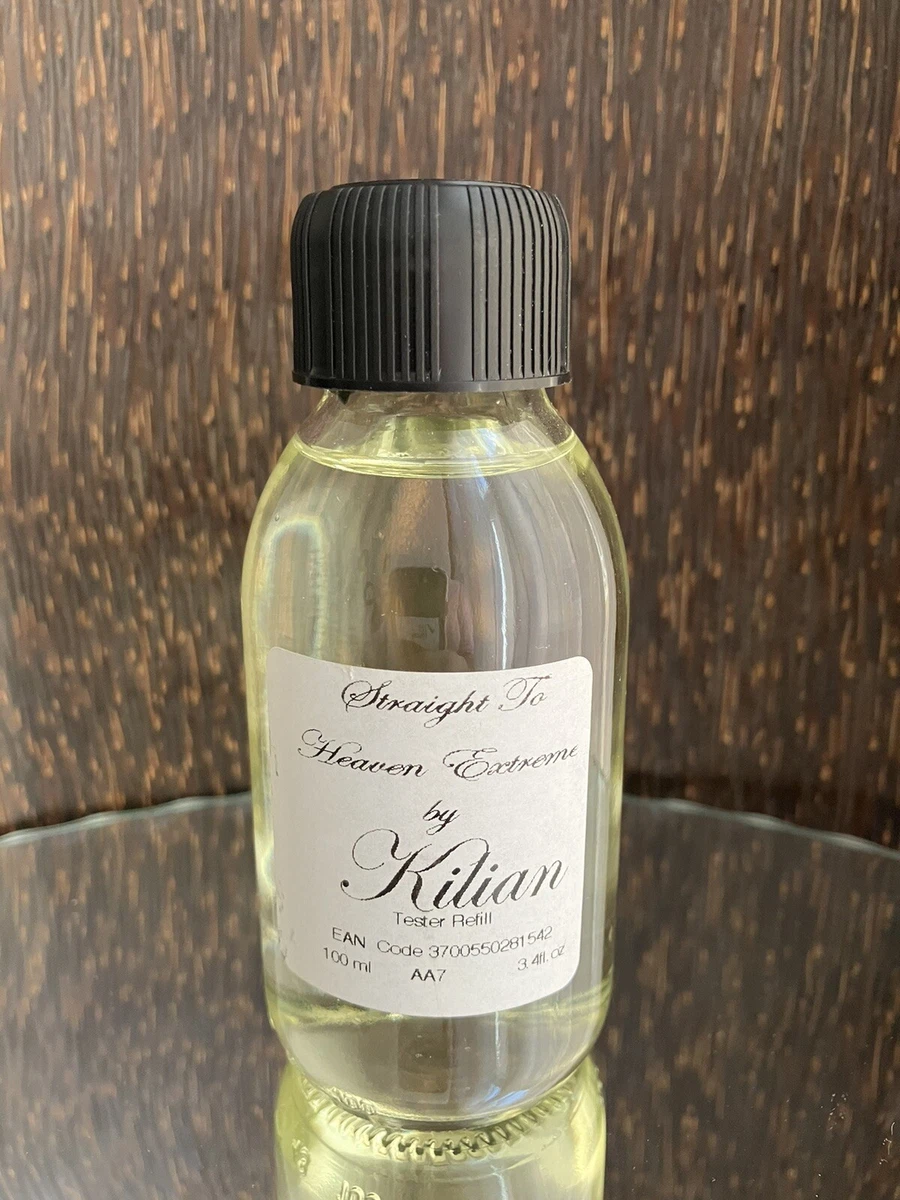 Straight To
Heaven Extreme
by
Kilian
Tester Refill
EAN Code 3700550281542
100 ml AA7 3.4fl. oz